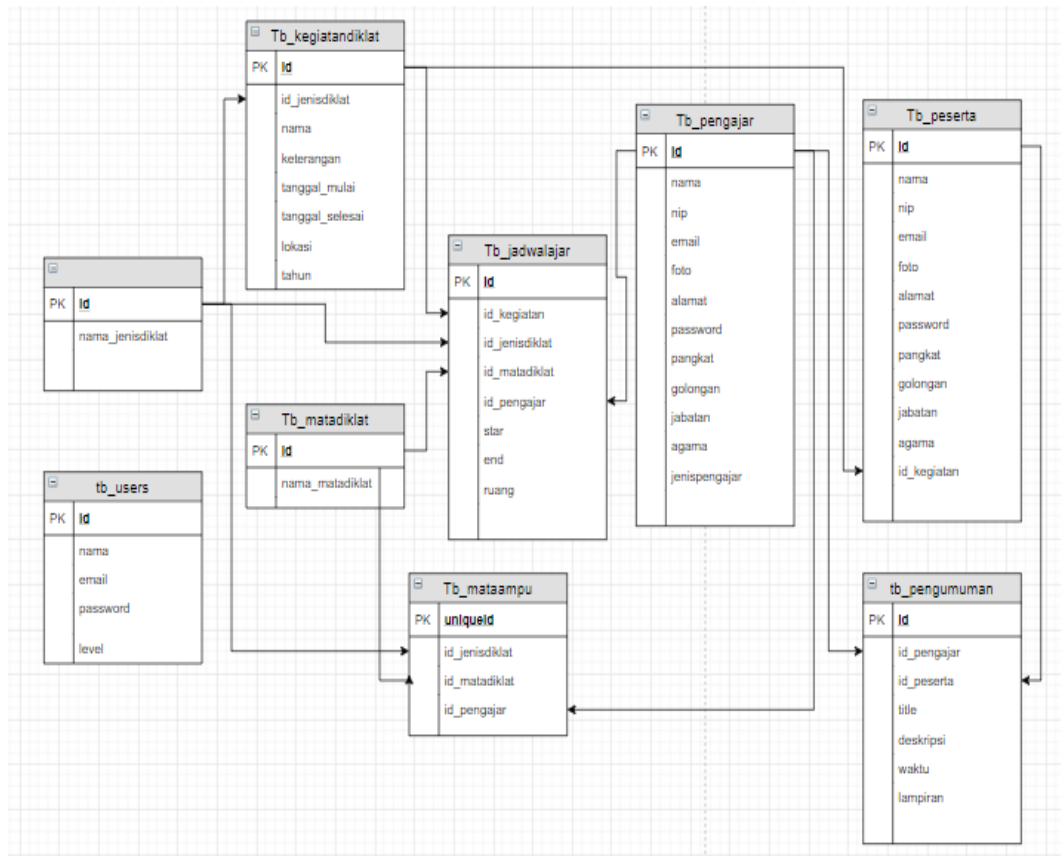 Tb_kegiatandiklat
PK Id
id_jenisdiklat
nama
keterangan
tanggal_mulai
tanggal_selesai
lokasi
tahun
Tb_pengajar
PK Id
nama
nip
email
foto
alamat
password
pangkat
golongan
jabatan
agama
jenispengajar
Tb_peserta
PK Id
nama
nip
email
foto
alamat
password
pangkat
golongan
jabatan
agama
id_kegiatan
Tb_jadwalajar
PK Id
id_kegiatan
id_jenisdiklat
id_matadiklat
id_pengajar
star
end
ruang
PK Id
nama_jenisdiklat
Tb_matadiklat
PK Id
nama_matadiklat
tb_users
PK Id
nama
email
password
level
Tb_mataampu
PK uniqueid
id_jenisdiklat
id_matadiklat
id_pengajar
tb_pengumuman
PK Id
id_pengajar
id_peserta
title
deskripsi
waktu
lampiran